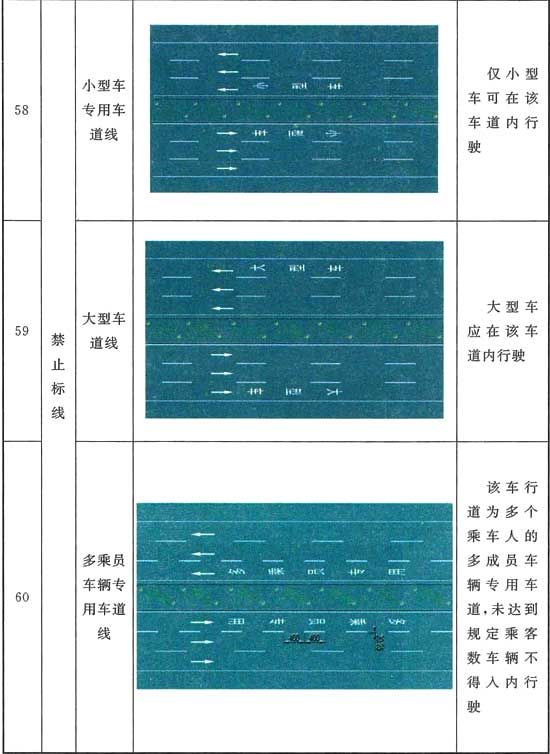 58
小型车
专用车
道线
小 型 车
车 型 小
仅小型
车可在该
车道内行
驶
禁
止
标
线
59
大型车
道线
大 型 车
车 型 大
大型车
应在该车
道内行驶
60
多乘员
车辆专
用车道
线
多 乘 员 专 用
用 专 员 乘 多
400
400
该车行
道为多个
乘车人的
多成员车
辆专用车
道,未达到
规定乘客
数车辆不
得入内行
驶